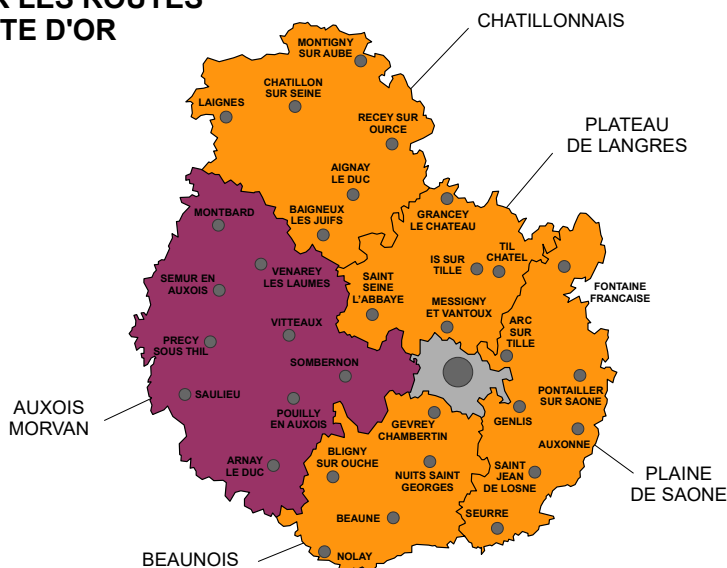 R LES ROUTES
TE D'OR
CHATILLONNAIS
MONTIGNY
SUR AUBE
CHATILLON
SUR SEINE
LAIGNES
RECEY SUR
OURCE
PLATEAU
DE LANGRES
AIGNAY
LE DUC
BAIGNEUX
LES JUIFS
MONTBARD
GRANCEY
LE CHATEAU
TIL
CHATEL
IS SUR
TILLE
VENAREY
LES LAUMES
SEMUR EN
AUXOIS
SAINT
SEINE
L'ABBAYE
FONTAINE
FRANCAISE
MESSIGNY
ET VANTOUX
VITTEAUX
ARC
SUR
TILLE
PRECY
SOUS THIL
SOMBERNON
SAULIEU
PONTAILLER
SUR SAONE
AUXOIS
MORVAN
POUILLY
EN AUXOIS
GEVREY
CHAMBERTIN
GENLIS
AUXONNE
BLIGNY
SUR OUCHE
ARNAY
LE DUC
NUITS SAINT
GEORGES
SAINT
JEAN
DE LOSNE
PLAINE
DE SAONE
BEAUNE
SEURRE
BEAUNOIS
NOLAY